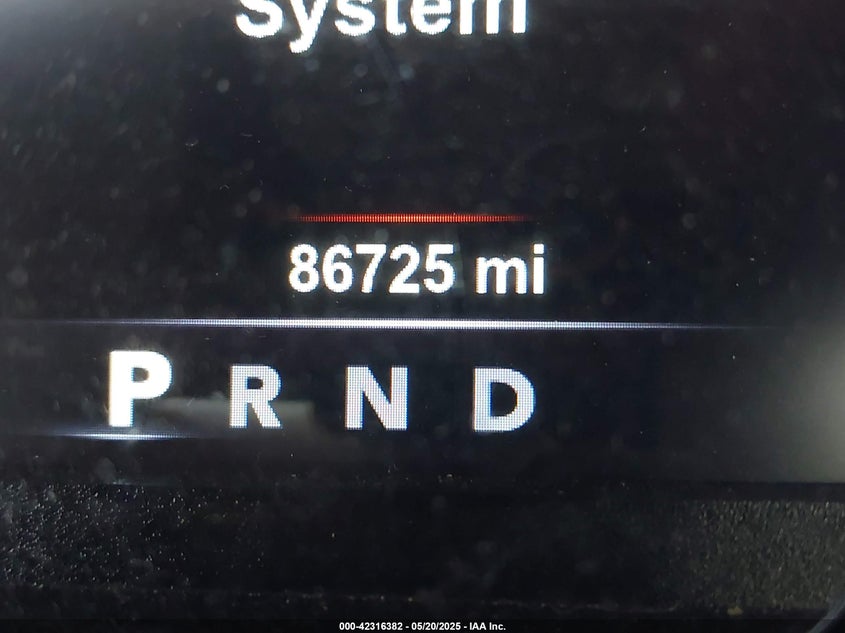 System
86725 mi
P R N D
000-42316382 - 05/20/2025 - IAA Inc.